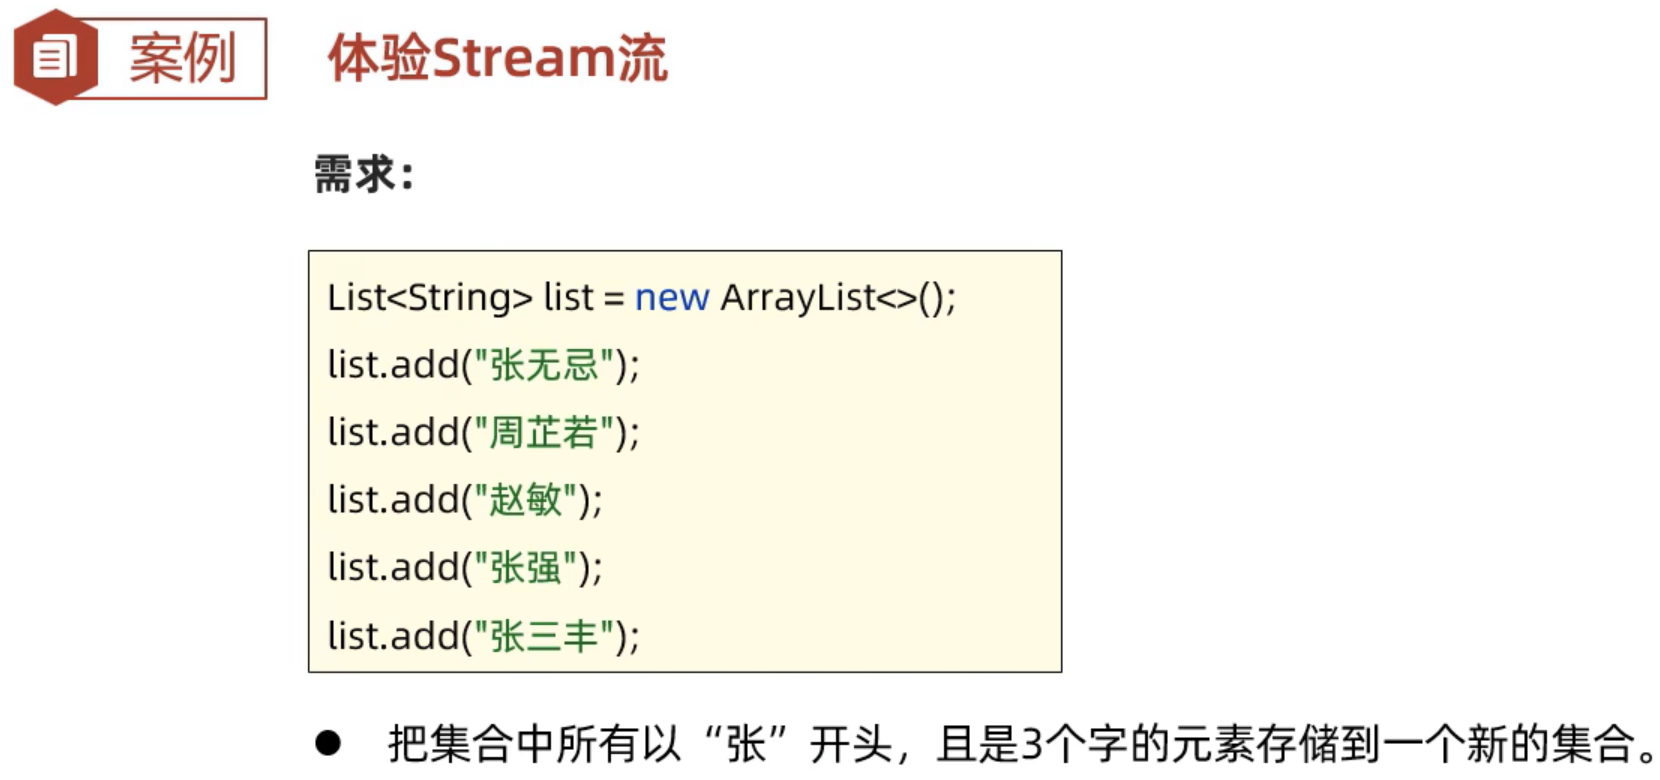 案例 体验Stream流
需求：
List<String> list = new ArrayList<>();
list.add("张无忌");
list.add("周芷若");
list.add("赵敏");
list.add("张强");
list.add("张三丰");
● 把集合中所有以“张”开头，且是3个字的元素存储到一个新的集合。